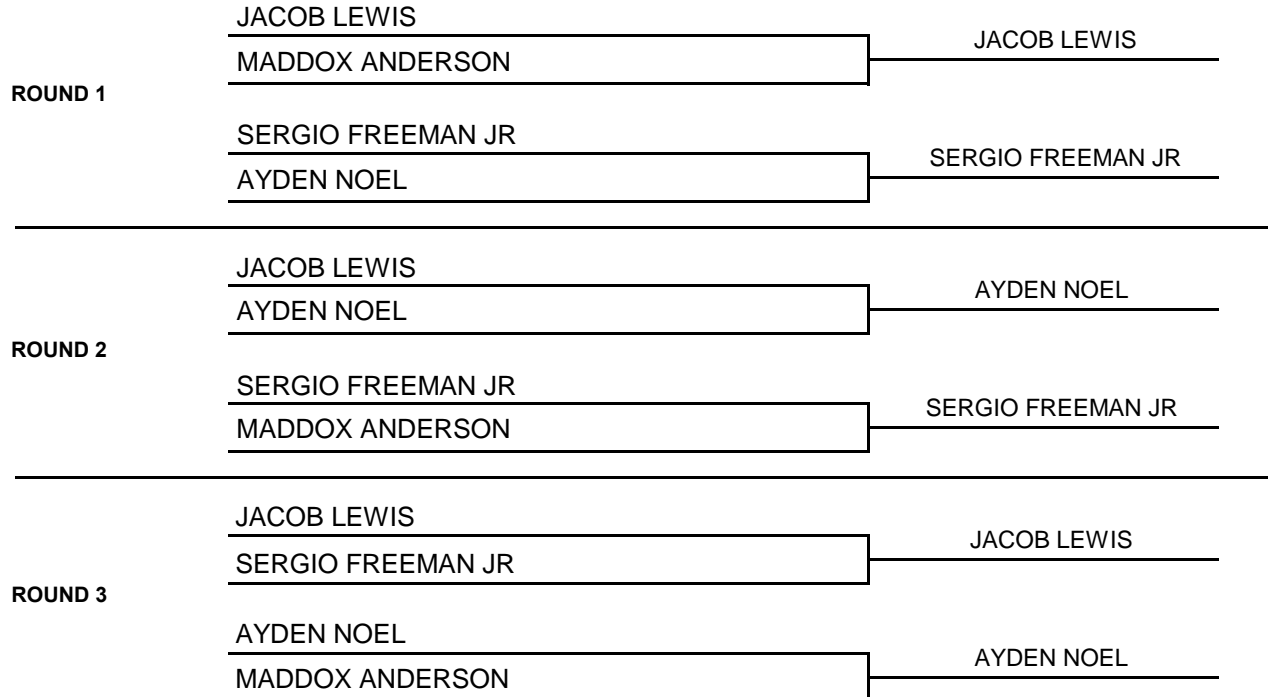 JACOB LEWIS
JACOB LEWIS
MADDOX ANDERSON
ROUND 1
SERGIO FREEMAN JR
SERGIO FREEMAN JR
AYDEN NOEL
JACOB LEWIS
AYDEN NOEL
AYDEN NOEL
ROUND 2
SERGIO FREEMAN JR
SERGIO FREEMAN JR
MADDOX ANDERSON
JACOB LEWIS
JACOB LEWIS
SERGIO FREEMAN JR
ROUND 3
AYDEN NOEL
AYDEN NOEL
MADDOX ANDERSON